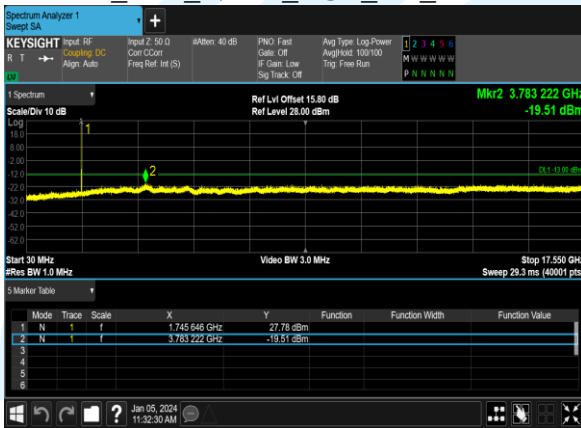 Spectrum Analyzer 1
Swept SA
+
KEYSIGHT Input: RF Input Z: 50 Ω #Atten: 40 dB PNO: Fast Avg Type: Log-Power 1 2 3 4 5 6
R T Coupling: DC Corr CCorr Gate: Off Avg|Hold: 100/100 M W W W W W
Align: Auto Freq Ref: Int (S) IF Gain: Low Trig: Free Run
LV Sig Track: Off P N N N N N
1 Spectrum Ref Lvl Offset 15.80 dB Mkr2 3.783 222 GHz
Scale/Div 10 dB Ref Level 28.00 dBm -19.51 dBm
Log 1
18.0
8.00
-2.00
2
-12.0 DL1 -13.00 dBm
-22.0
-32.0
-42.0
-52.0
-62.0
Start 30 MHz Video BW 3.0 MHz Stop 17.550 GHz
#Res BW 1.0 MHz Sweep 29.3 ms (40001 pts)
5 Marker Table
Mode Trace Scale X Y Function Function Width Function Value
1 N 1 f 1.745 646 GHz 27.78 dBm
2 N 1 f 3.783 222 GHz -19.51 dBm
3
4
5
6
? Jan 05, 2024
11:32:30 AM